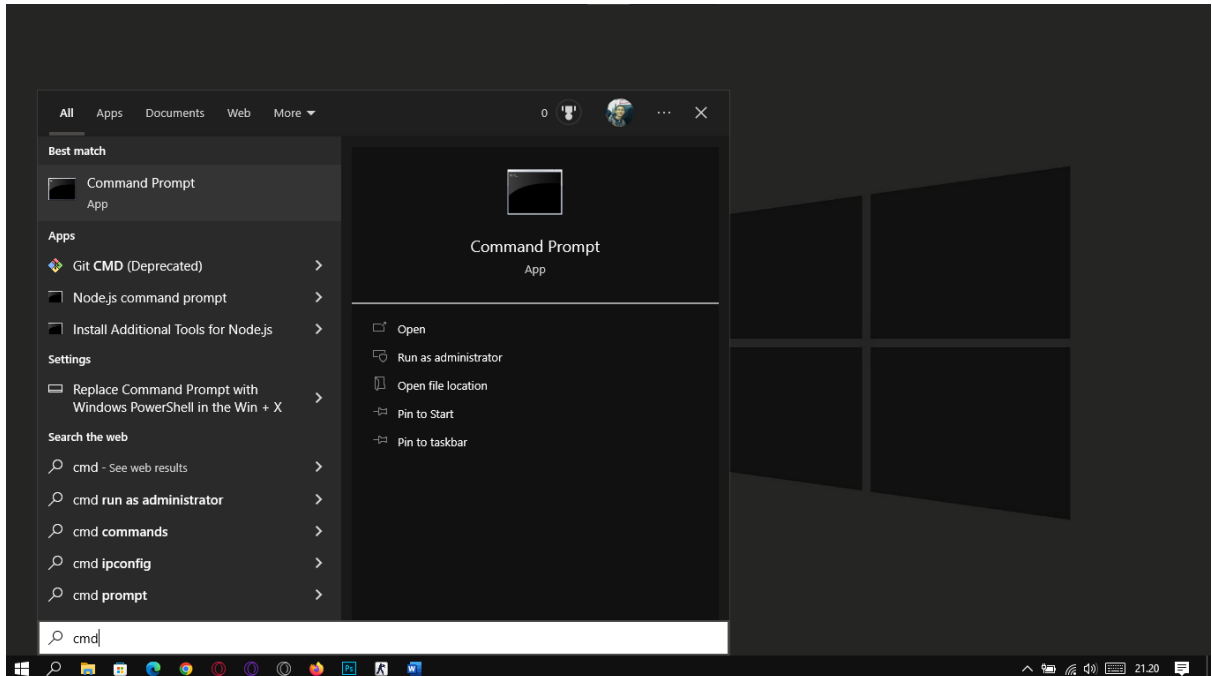 All Apps Documents Web More 0 ...
Best match
Command Prompt
App
Apps
Git CMD (Deprecated)
Node.js command prompt
Install Additional Tools for Node.js
Settings
Replace Command Prompt with
Windows PowerShell in the Win + X
Search the web
cmd - See web results
cmd run as administrator
cmd commands
cmd ipconfig
cmd prompt
cmd
Command Prompt
App
Open
Run as administrator
Open file location
Pin to Start
Pin to taskbar
Ps
W
21.20